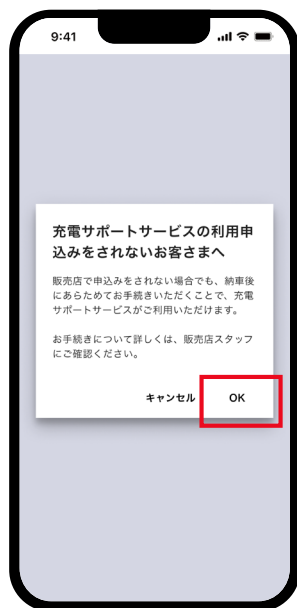 9:41
充電サポートサービスの利用申
込みをされないお客さまへ
販売店で申込みをされない場合でも、納車後
にあらためてお手続きいただくことで、充電
サポートサービスがご利用いただけます。
お手続きについて詳しくは、販売店スタッフ
にご確認ください。
キャンセル OK